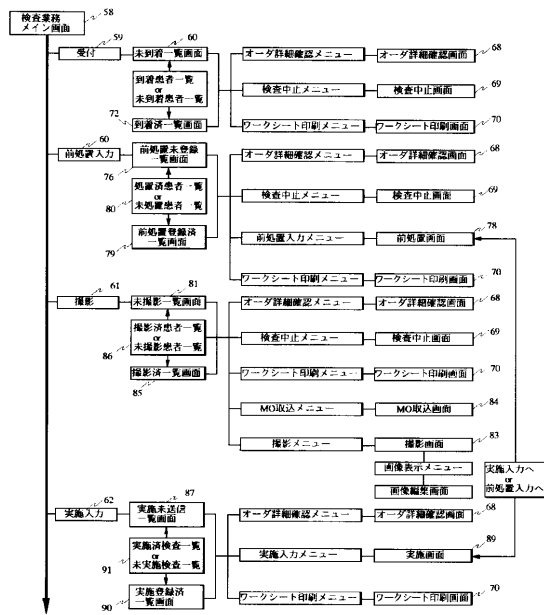 検査業務
メイン画面
58
受付
59
未到着一覧画面
60
到着患者一覧
or
未到着患者一覧
72
到着済一覧画面
オーダ詳細確認メニュー
オーダ詳細確認画面
68
検査中止メニュー
検査中止画面
69
ワークシート印刷メニュー
ワークシート印刷画面
70
前処置入力
60
前処置未登録
一覧画面
76
処置済患者一覧
or
未処置患者一覧
80
前処置登録済
一覧画面
79
オーダ詳細確認メニュー
オーダ詳細確認画面
68
検査中止メニュー
検査中止画面
69
前処置入力メニュー
前処置画面
78
ワークシート印刷メニュー
ワークシート印刷画面
70
撮影
61
未撮影一覧画面
81
撮影済患者一覧
or
未撮影患者一覧
86
撮影済一覧画面
85
オーダ詳細確認メニュー
オーダ詳細確認画面
68
検査中止メニュー
検査中止画面
69
ワークシート印刷メニュー
ワークシート印刷画面
70
MO取込メニュー
MO取込画面
84
撮影メニュー
撮影画面
83
画像表示メニュー
画像編集画面
実施入力へ
or
前処置入力へ
実施入力
62
実施未送信
一覧画面
87
実施済検査一覧
or
未実施検査一覧
91
実施登録済
一覧画面
90
オーダ詳細確認メニュー
オーダ詳細確認画面
68
実施入力メニュー
実施画面
89
ワークシート印刷メニュー
ワークシート印刷画面
70